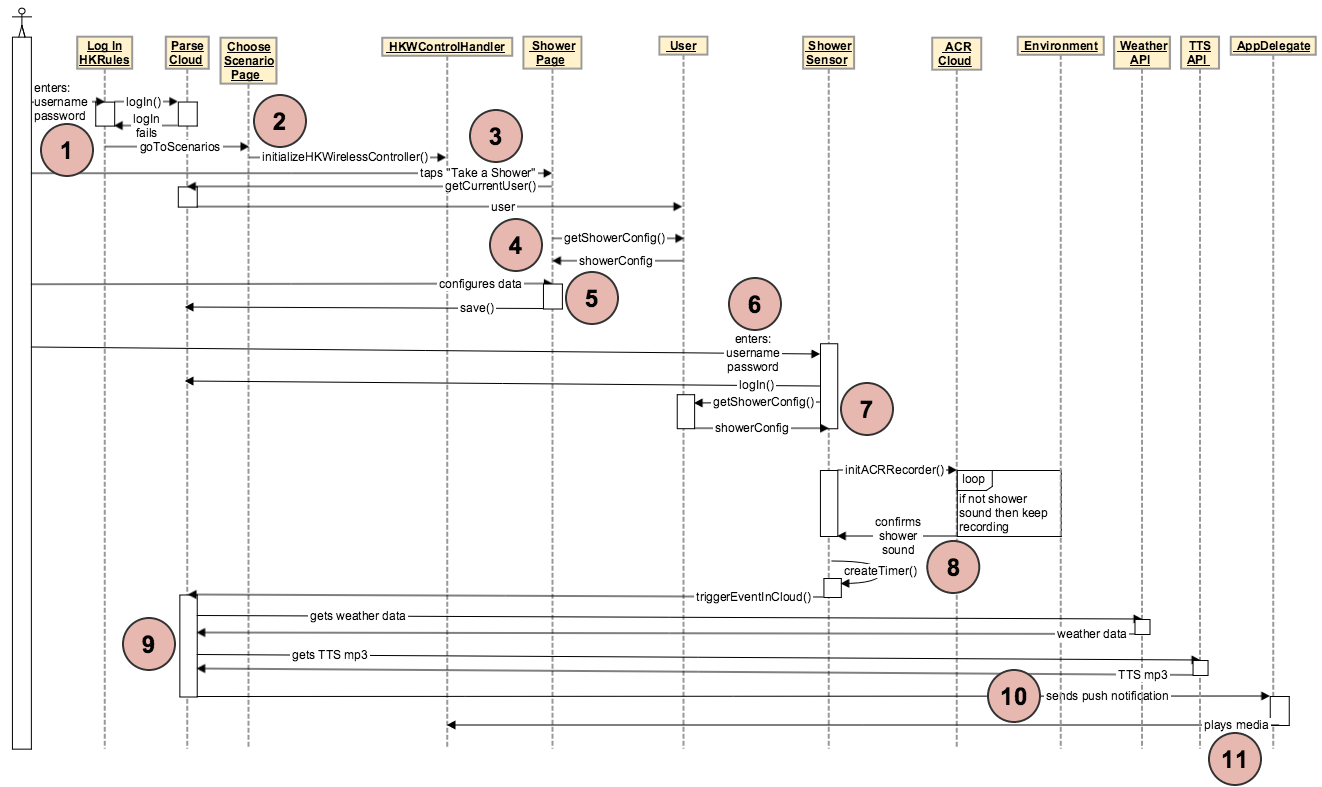 Log In
HKRules
Parse
Cloud
Choose
Scenario
Page
HKWControlHandler
Shower
Page
User
Shower
Sensor
ACR
Cloud
Environment
Weather
API
TTS
API
AppDelegate
enters:
username
password
logIn()
logIn
fails
1
goToScenarios
2
initializeHKWirelessController()
3
taps "Take a Shower"
getCurrentUser()
user
4
getShowerConfig()
showerConfig
configures data
5
save()
6
enters:
username
password
logIn()
getShowerConfig()
7
showerConfig
initACRRecorder()
loop
if not shower
sound then keep
recording
confirms
shower
sound
8
createTimer()
triggerEventInCloud()
9
gets weather data
weather data
gets TTS mp3
TTS mp3
10
sends push notification
plays media
11